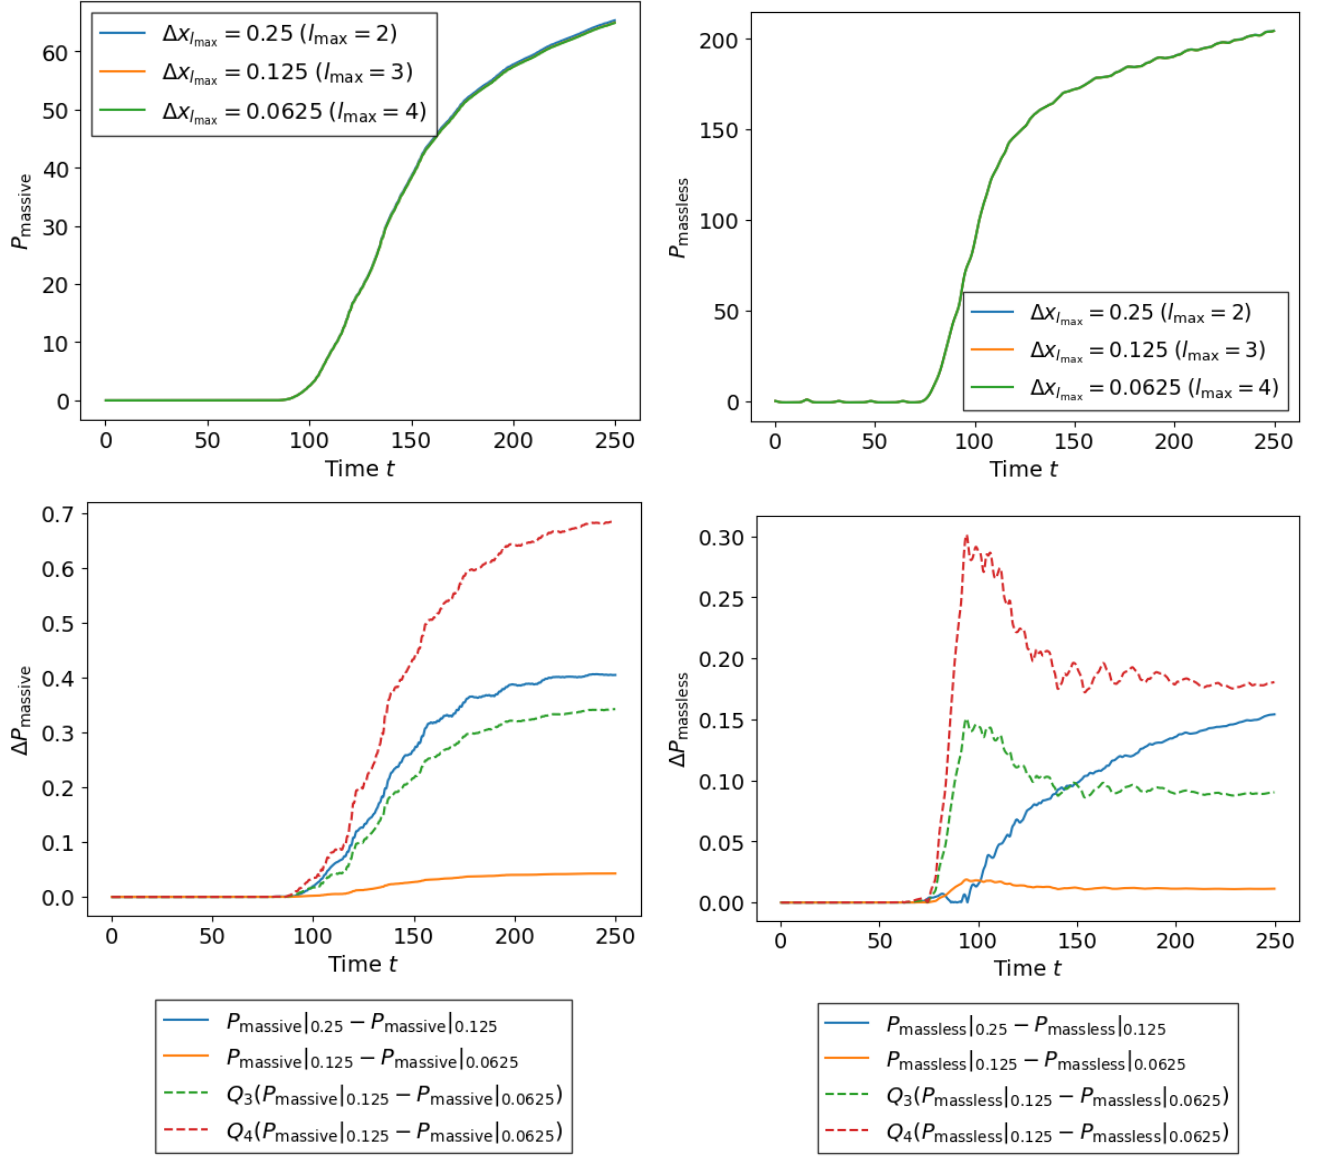 Δx_{l_max} = 0.25 (l_max = 2)
Δx_{l_max} = 0.125 (l_max = 3)
Δx_{l_max} = 0.0625 (l_max = 4)
P_massive
60
50
40
30
20
10
0
0 50 100 150 200 250
Time t
P_massless
200
150
100
50
0
Δx_{l_max} = 0.25 (l_max = 2)
Δx_{l_max} = 0.125 (l_max = 3)
Δx_{l_max} = 0.0625 (l_max = 4)
0 50 100 150 200 250
Time t
ΔP_massive
0.7
0.6
0.5
0.4
0.3
0.2
0.1
0.0
0 50 100 150 200 250
Time t
P_massive|_0.25 − P_massive|_0.125
P_massive|_0.125 − P_massive|_0.0625
Q_3(P_massive|_0.125 − P_massive|_0.0625)
Q_4(P_massive|_0.125 − P_massive|_0.0625)
ΔP_massless
0.30
0.25
0.20
0.15
0.10
0.05
0.00
0 50 100 150 200 250
Time t
P_massless|_0.25 − P_massless|_0.125
P_massless|_0.125 − P_massless|_0.0625
Q_3(P_massless|_0.125 − P_massless|_0.0625)
Q_4(P_massless|_0.125 − P_massless|_0.0625)